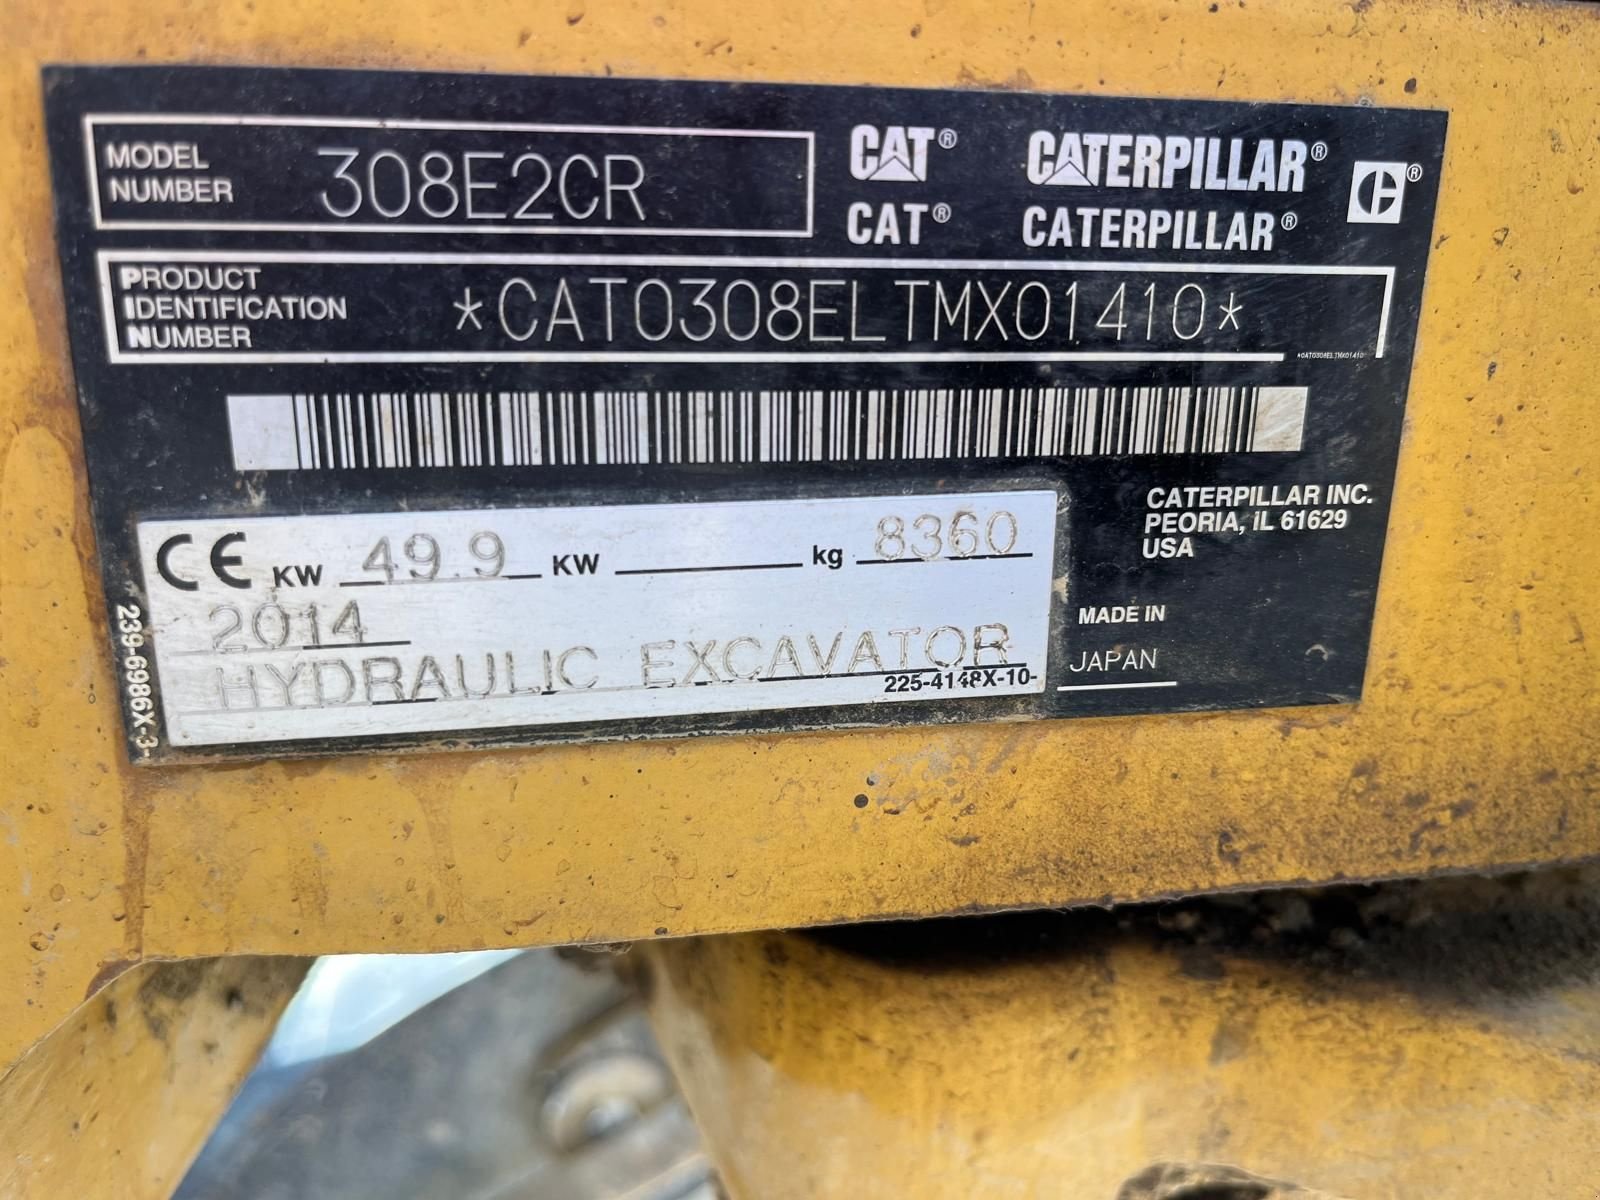 MODEL
NUMBER
308E2CR
CAT® CATERPILLAR® ®
CAT® CATERPILLAR®
PRODUCT
IDENTIFICATION
NUMBER
*CAT0308ELTMX01410*
*CAT0308ELTMX01410*
CE KW 49.9 KW kg 8360
2014
HYDRAULIC EXCAVATOR
225-4148X-10-
239-6986X-3-
CATERPILLAR INC.
PEORIA, IL 61629
USA
MADE IN
JAPAN